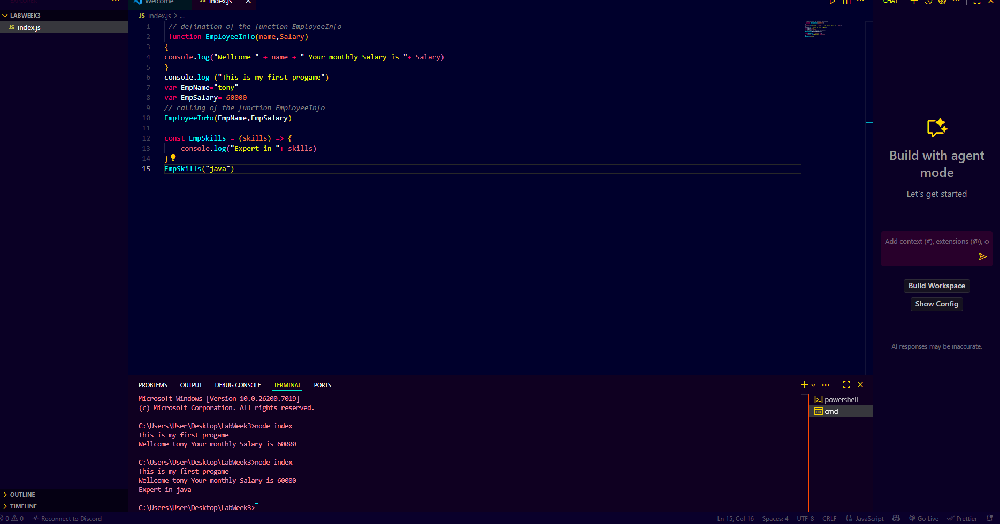 Welcome
JS index.js
CHAT
LABWEEK3
JS index.js
JS index.js > ...
1 // defination of the function EmployeeInfo
2 function EmployeeInfo(name,Salary)
3 {
4 console.log("Wellcome " + name + " Your monthly Salary is "+ Salary)
5 }
6 console.log ("This is my first progame")
7 var EmpName="tony"
8 var EmpSalary= 60000
9 // calling of the function EmployeeInfo
10 EmployeeInfo(EmpName,EmpSalary)
11
12 const EmpSkills = (skills) => {
13 console.log("Expert in "+ skills)
14 }
15 EmpSkills("java")
Build with agent
mode
Let's get started
Add context (#), extensions (@), c
Build Workspace
Show Config
AI responses may be inaccurate.
PROBLEMS OUTPUT DEBUG CONSOLE TERMINAL PORTS
Microsoft Windows [Version 10.0.26200.7019]
(c) Microsoft Corporation. All rights reserved.
C:\Users\User\Desktop\LabWeek3>node index
This is my first progame
Wellcome tony Your monthly Salary is 60000
C:\Users\User\Desktop\LabWeek3>node index
This is my first progame
Wellcome tony Your monthly Salary is 60000
Expert in java
C:\Users\User\Desktop\LabWeek3>
powershell
cmd
OUTLINE
TIMELINE
0 0 Reconnect to Discord
Ln 15, Col 16 Spaces: 4 UTF-8 CRLF {} JavaScript Go Live Prettier